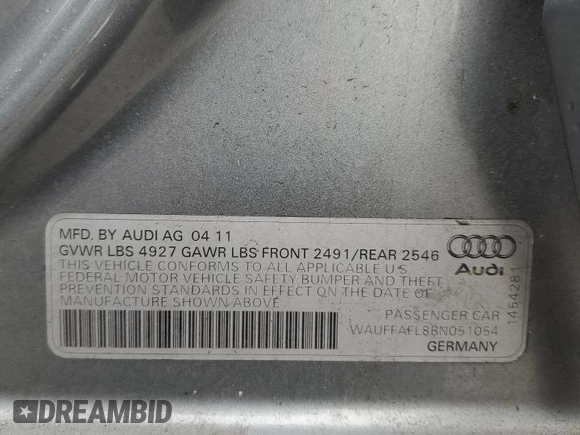 MFD. BY AUDI AG 04 11
GVWR LBS 4927 GAWR LBS FRONT 2491/REAR 2546
THIS VEHICLE CONFORMS TO ALL APPLICABLE U S
FEDERAL MOTOR VEHICLE SAFETY BUMPER AND THEFT
PREVENTION STANDARDS IN EFFECT ON THE DATE OF
MANUFACTURE SHOWN ABOVE
Audi
1454281
PASSENGER CAR
WAUFFAFL8BN051054
GERMANY
DREAMBID